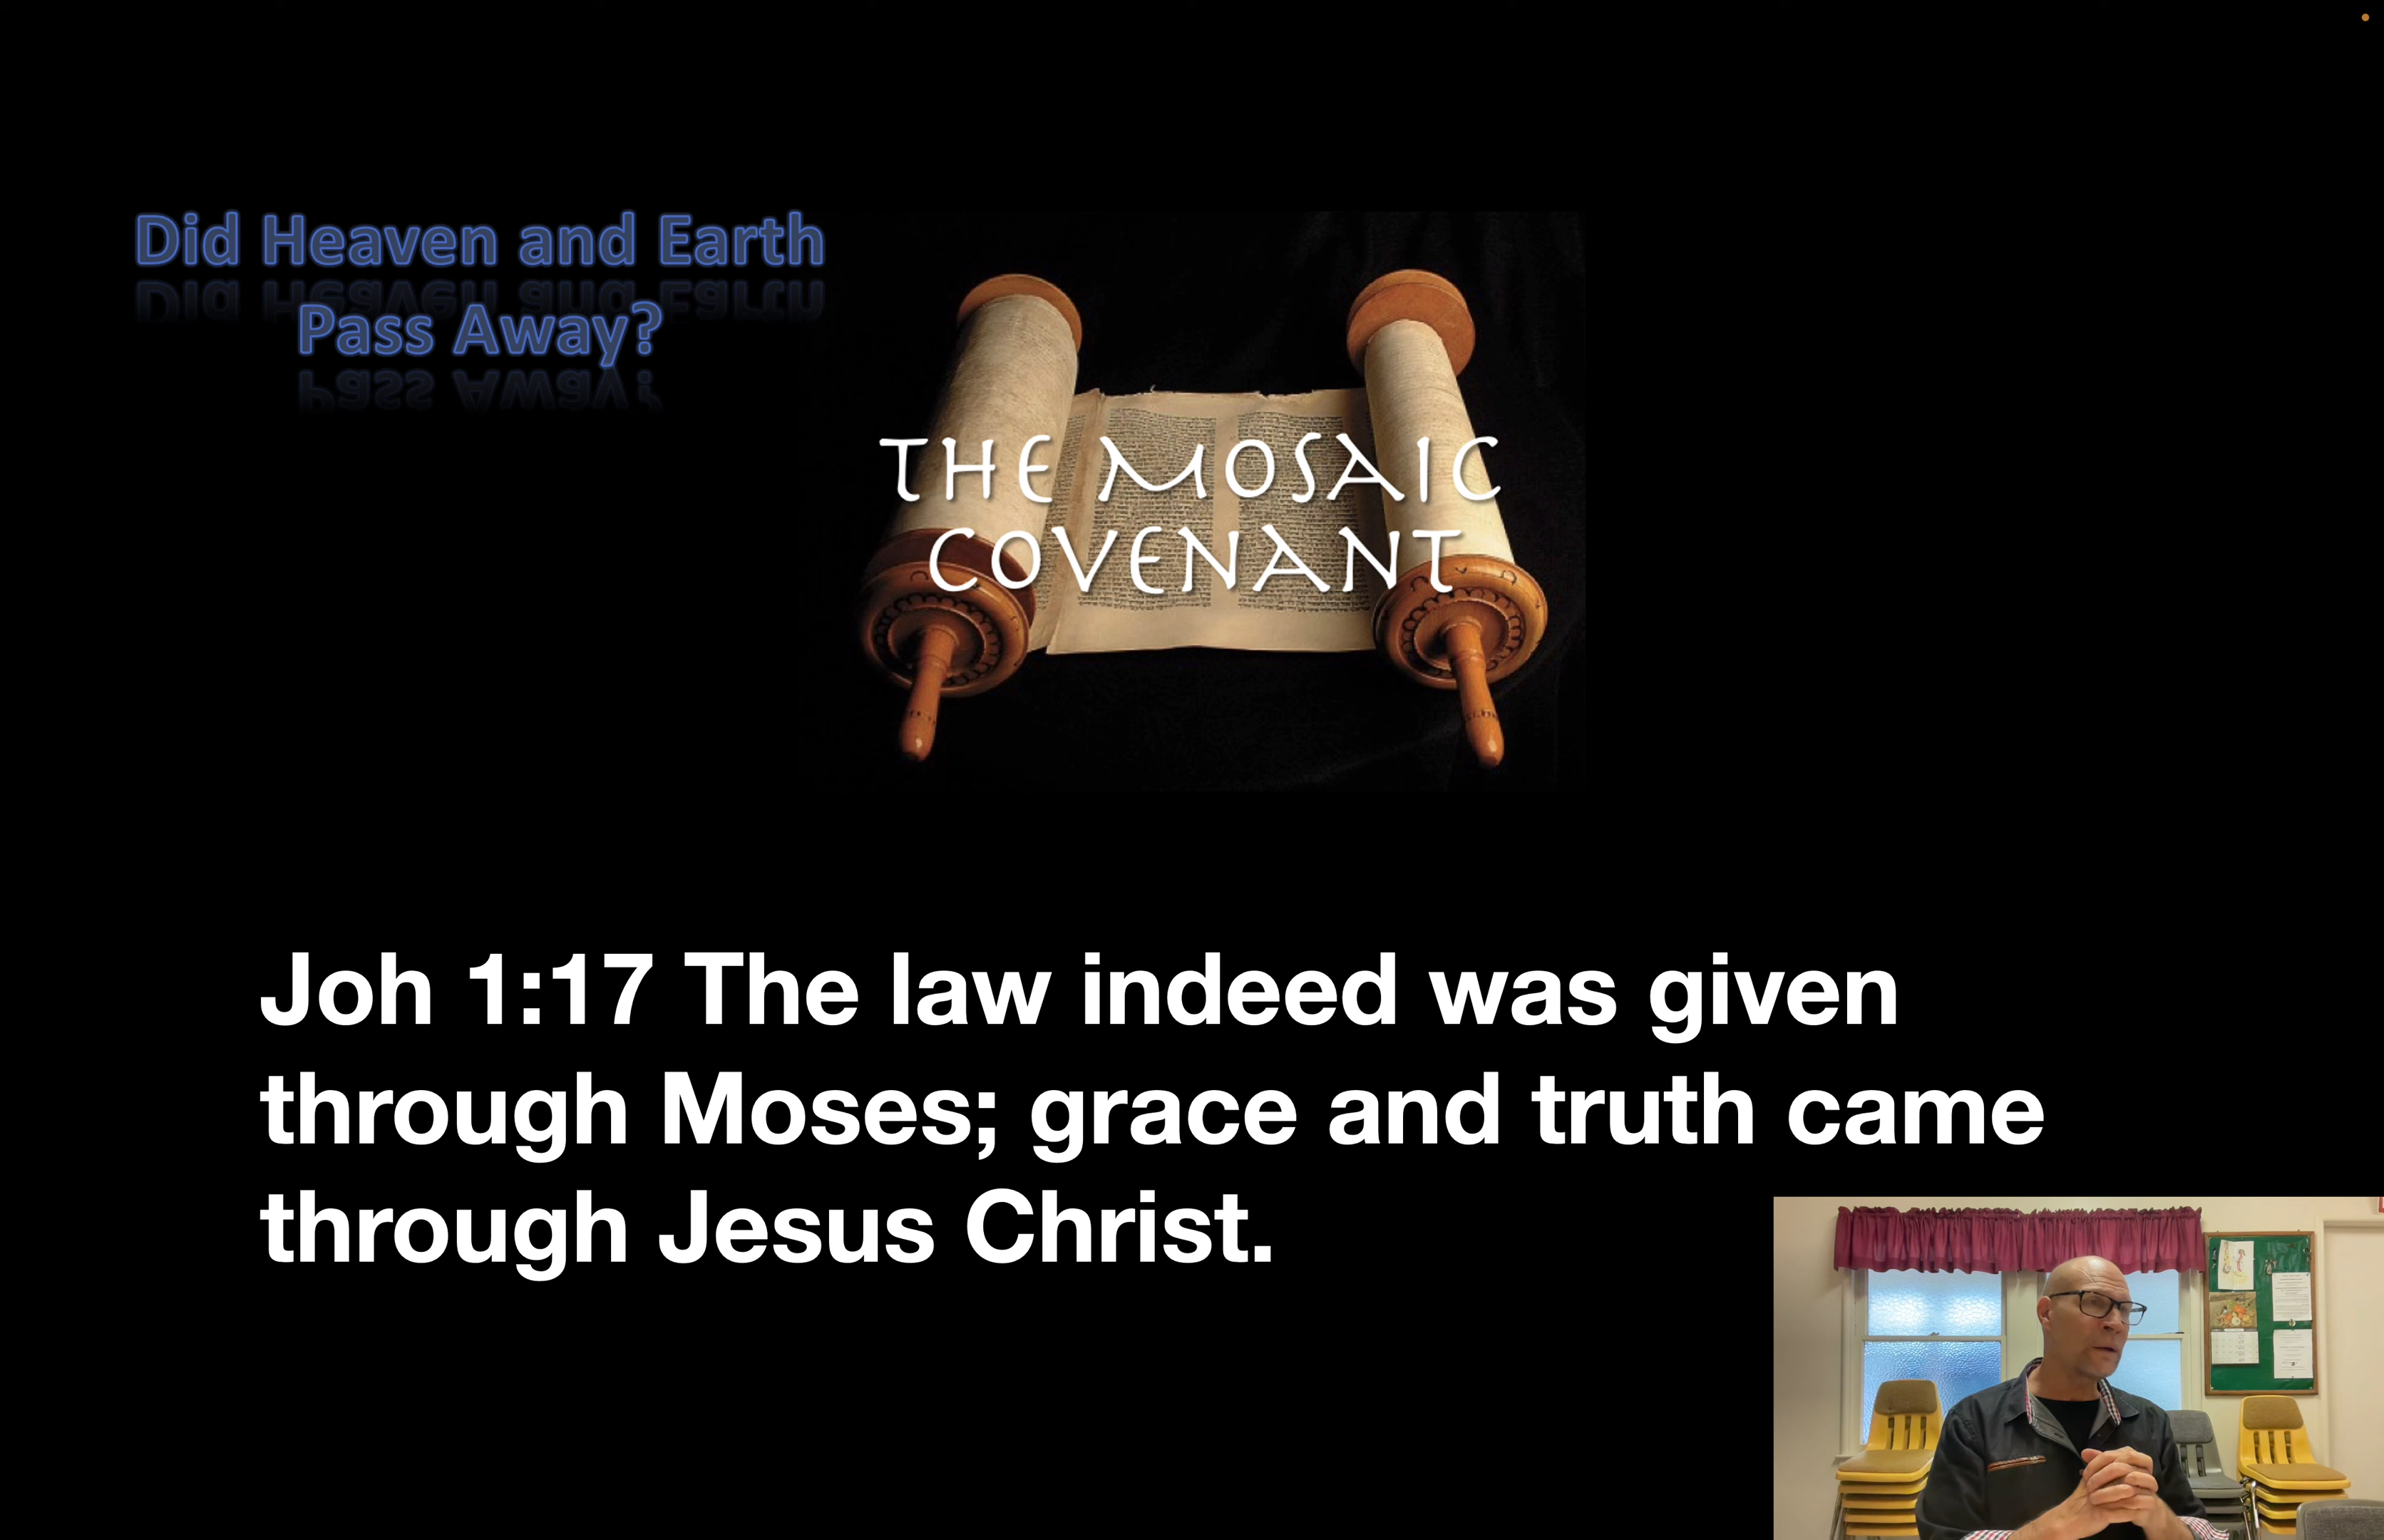 Did Heaven and Earth
Pass Away?
THE MOSAIC
COVENANT
Joh 1:17 The law indeed was given
through Moses; grace and truth came
through Jesus Christ.